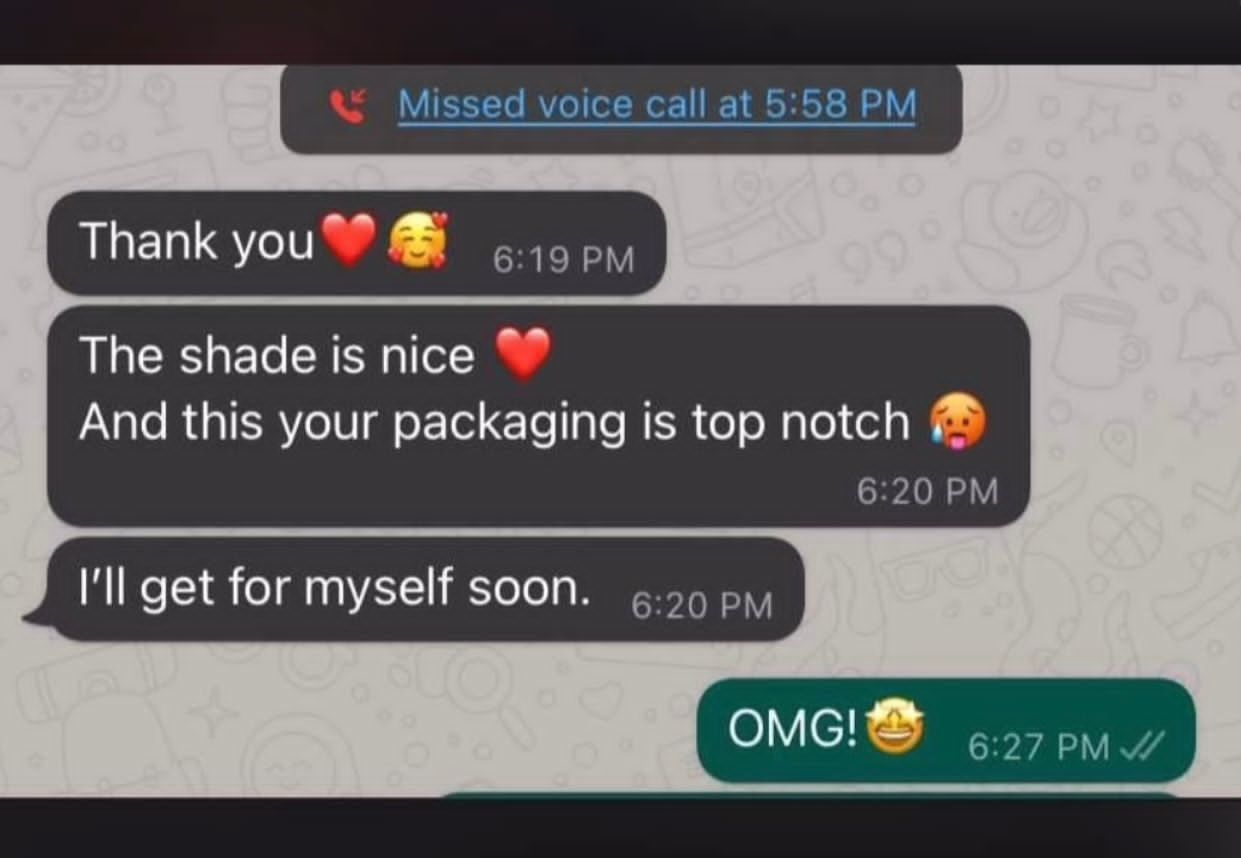 Missed voice call at 5:58 PM
Thank you❤️🥰 6:19 PM
The shade is nice ❤️
And this your packaging is top notch 🥵
6:20 PM
I'll get for myself soon. 6:20 PM
OMG!🤩 6:27 PM